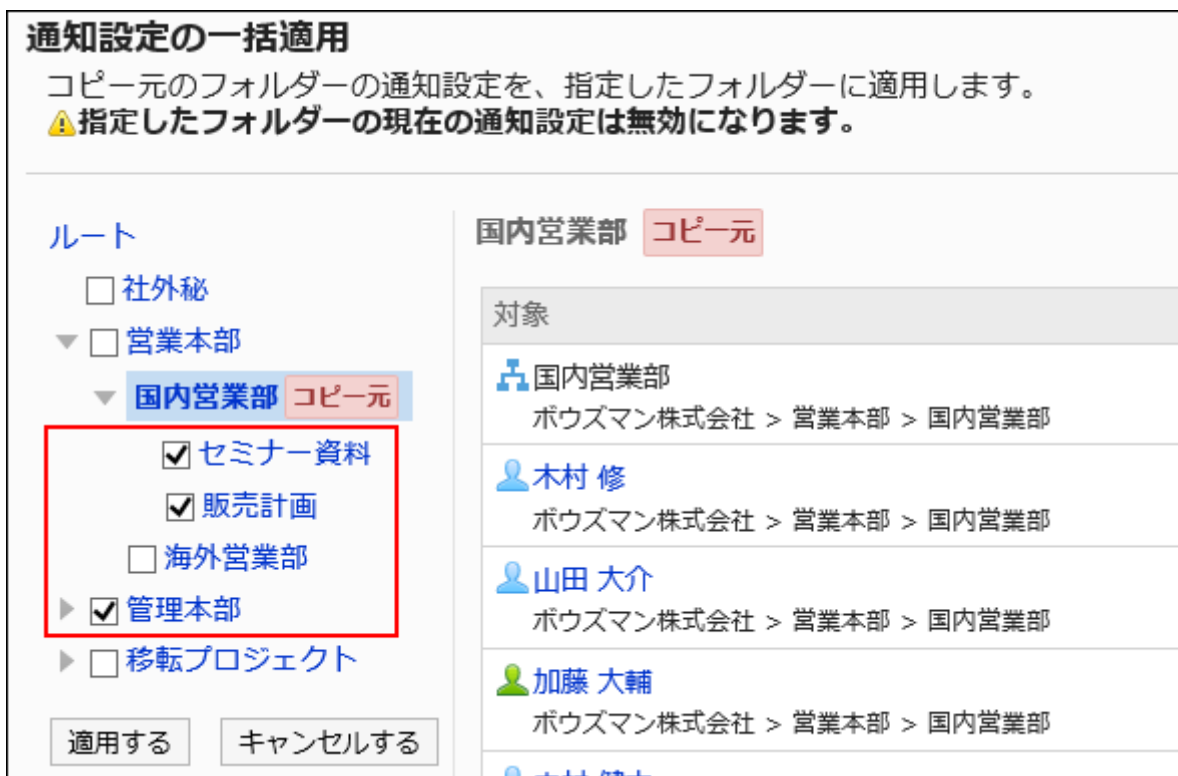 通知設定の一括適用
コピー元のフォルダーの通知設定を、指定したフォルダーに適用します。
指定したフォルダーの現在の通知設定は無効になります。
ルート
社外秘
営業本部
国内営業部 コピー元
セミナー資料
販売計画
海外営業部
管理本部
移転プロジェクト
適用する キャンセルする
国内営業部 コピー元
対象
国内営業部
ボウズマン株式会社 > 営業本部 > 国内営業部
木村 修
ボウズマン株式会社 > 営業本部 > 国内営業部
山田 大介
ボウズマン株式会社 > 営業本部 > 国内営業部
加藤 大輔
ボウズマン株式会社 > 営業本部 > 国内営業部